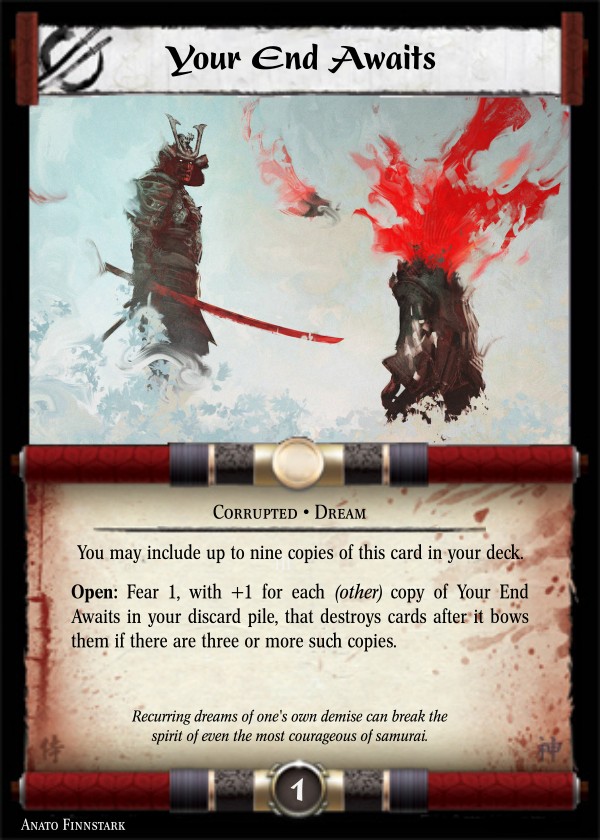 Your End Awaits
Corrupted • Dream
You may include up to nine copies of this card in your deck.
Open: Fear 1, with +1 for each (other) copy of Your End
Awaits in your discard pile, that destroys cards after it bows
them if there are three or more such copies.
Recurring dreams of one's own demise can break the
spirit of even the most courageous of samurai.
侍
1
Anato Finnstark